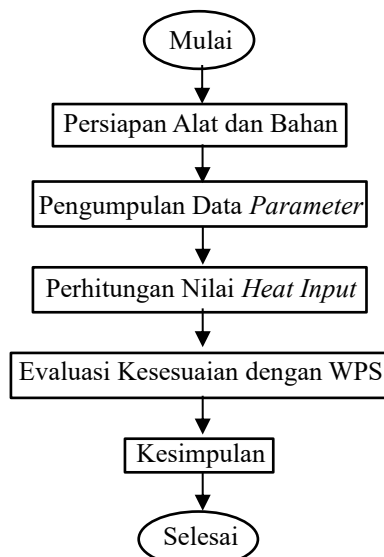 Mulai
Persiapan Alat dan Bahan
Pengumpulan Data Parameter
Perhitungan Nilai Heat Input
Evaluasi Kesesuaian dengan WPS
Kesimpulan
Selesai